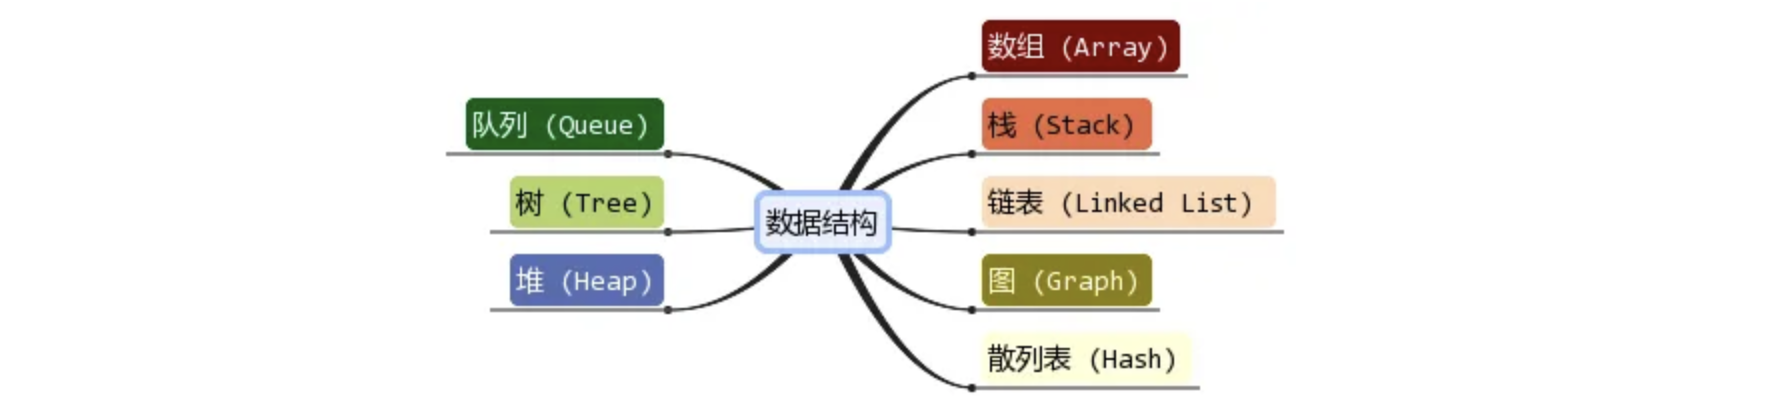 数组 (Array)
队列 (Queue)
栈 (Stack)
树 (Tree)
链表 (Linked List)
数据结构
堆 (Heap)
图 (Graph)
散列表 (Hash)